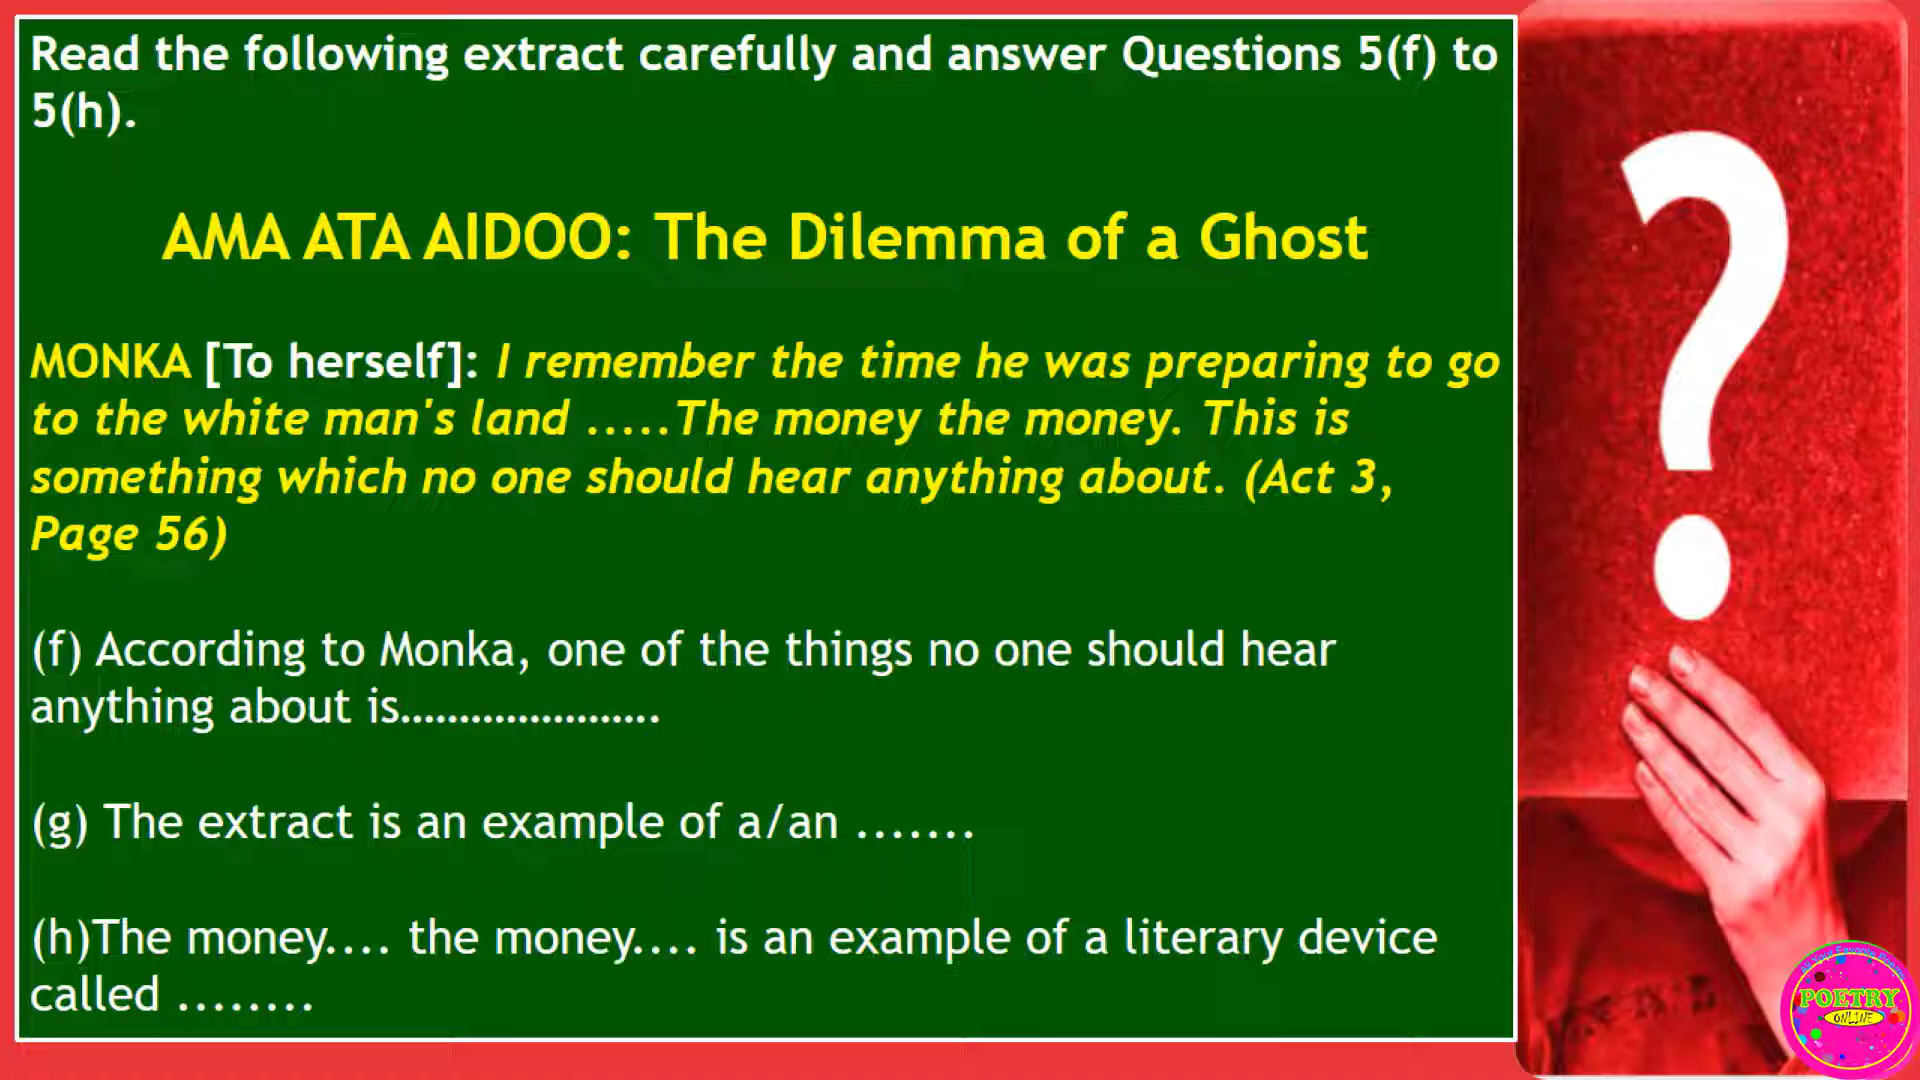 Read the following extract carefully and answer Questions 5(f) to
5(h).
AMA ATA AIDOO: The Dilemma of a Ghost
MONKA [To herself]: I remember the time he was preparing to go
to the white man's land .....The money the money. This is
something which no one should hear anything about. (Act 3,
Page 56)
(f) According to Monka, one of the things no one should hear
anything about is......................
(g) The extract is an example of a/an .......
(h)The money.... the money.... is an example of a literary device
called ........
?
All Your Favorite Poems
POETRY
ONLINE